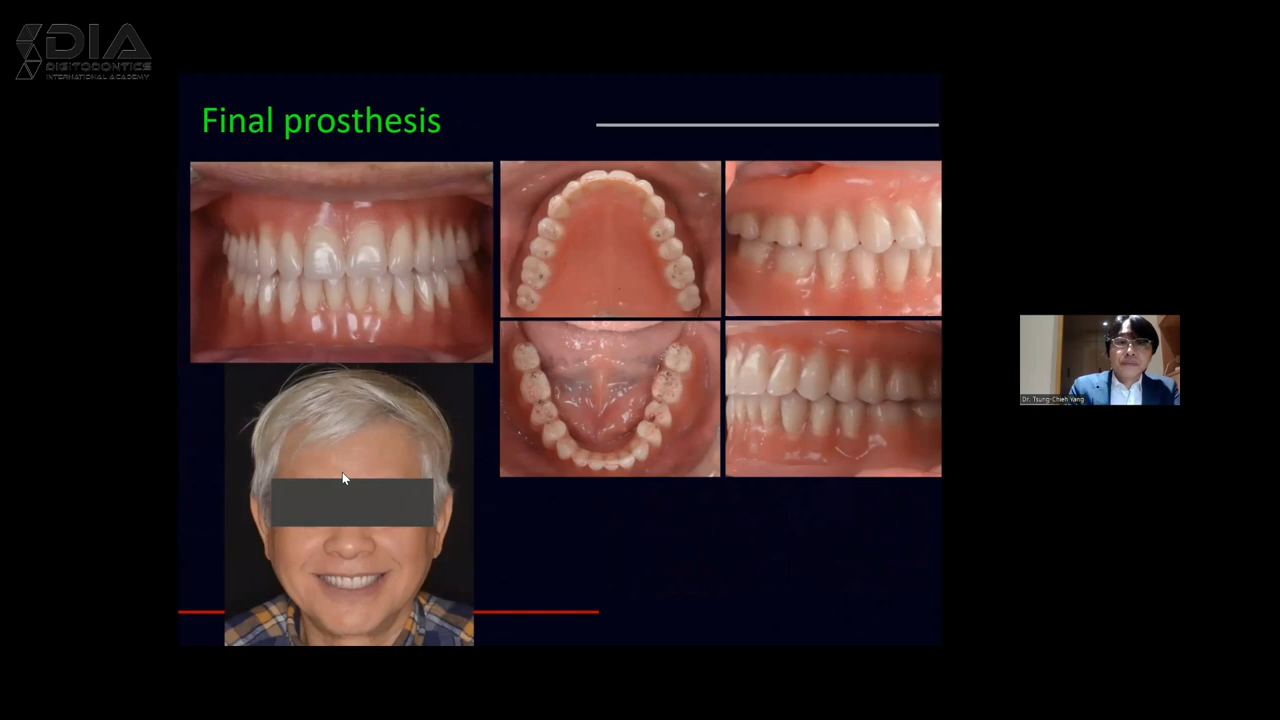 DIA
DIGITODONTICS
INTERNATIONAL ACADEMY
Final prosthesis
Dr. Tsung-Chieh Yang